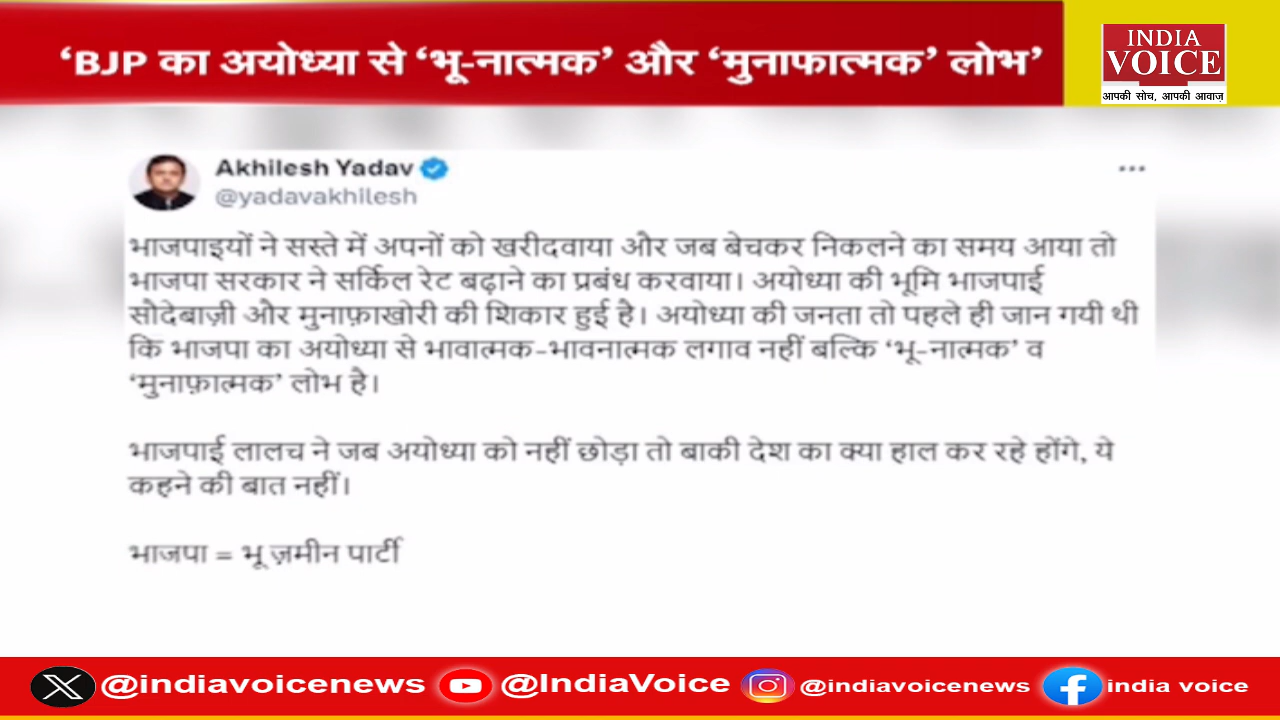 ‘BJP का अयोध्या से ‘भू-नात्मक’ और ‘मुनाफात्मक’ लोभ’
INDIA
VOICE
आपकी सोच, आपकी आवाज़
Akhilesh Yadav
@yadavakhilesh
भाजपाइयों ने सस्ते में अपनों को खरीदवाया और जब बेचकर निकलने का समय आया तो
भाजपा सरकार ने सर्किल रेट बढ़ाने का प्रबंध करवाया। अयोध्या की भूमि भाजपाई
सौदेबाज़ी और मुनाफ़ाखोरी की शिकार हुई है। अयोध्या की जनता तो पहले ही जान गयी थी
कि भाजपा का अयोध्या से भावात्मक-भावनात्मक लगाव नहीं बल्कि ‘भू-नात्मक’ व
‘मुनाफ़ात्मक’ लोभ है।
भाजपाई लालच ने जब अयोध्या को नहीं छोड़ा तो बाकी देश का क्या हाल कर रहे होंगे, ये
कहने की बात नहीं।
भाजपा = भू ज़मीन पार्टी
@indiavoicenews @IndiaVoice @indiavoicenews india voice